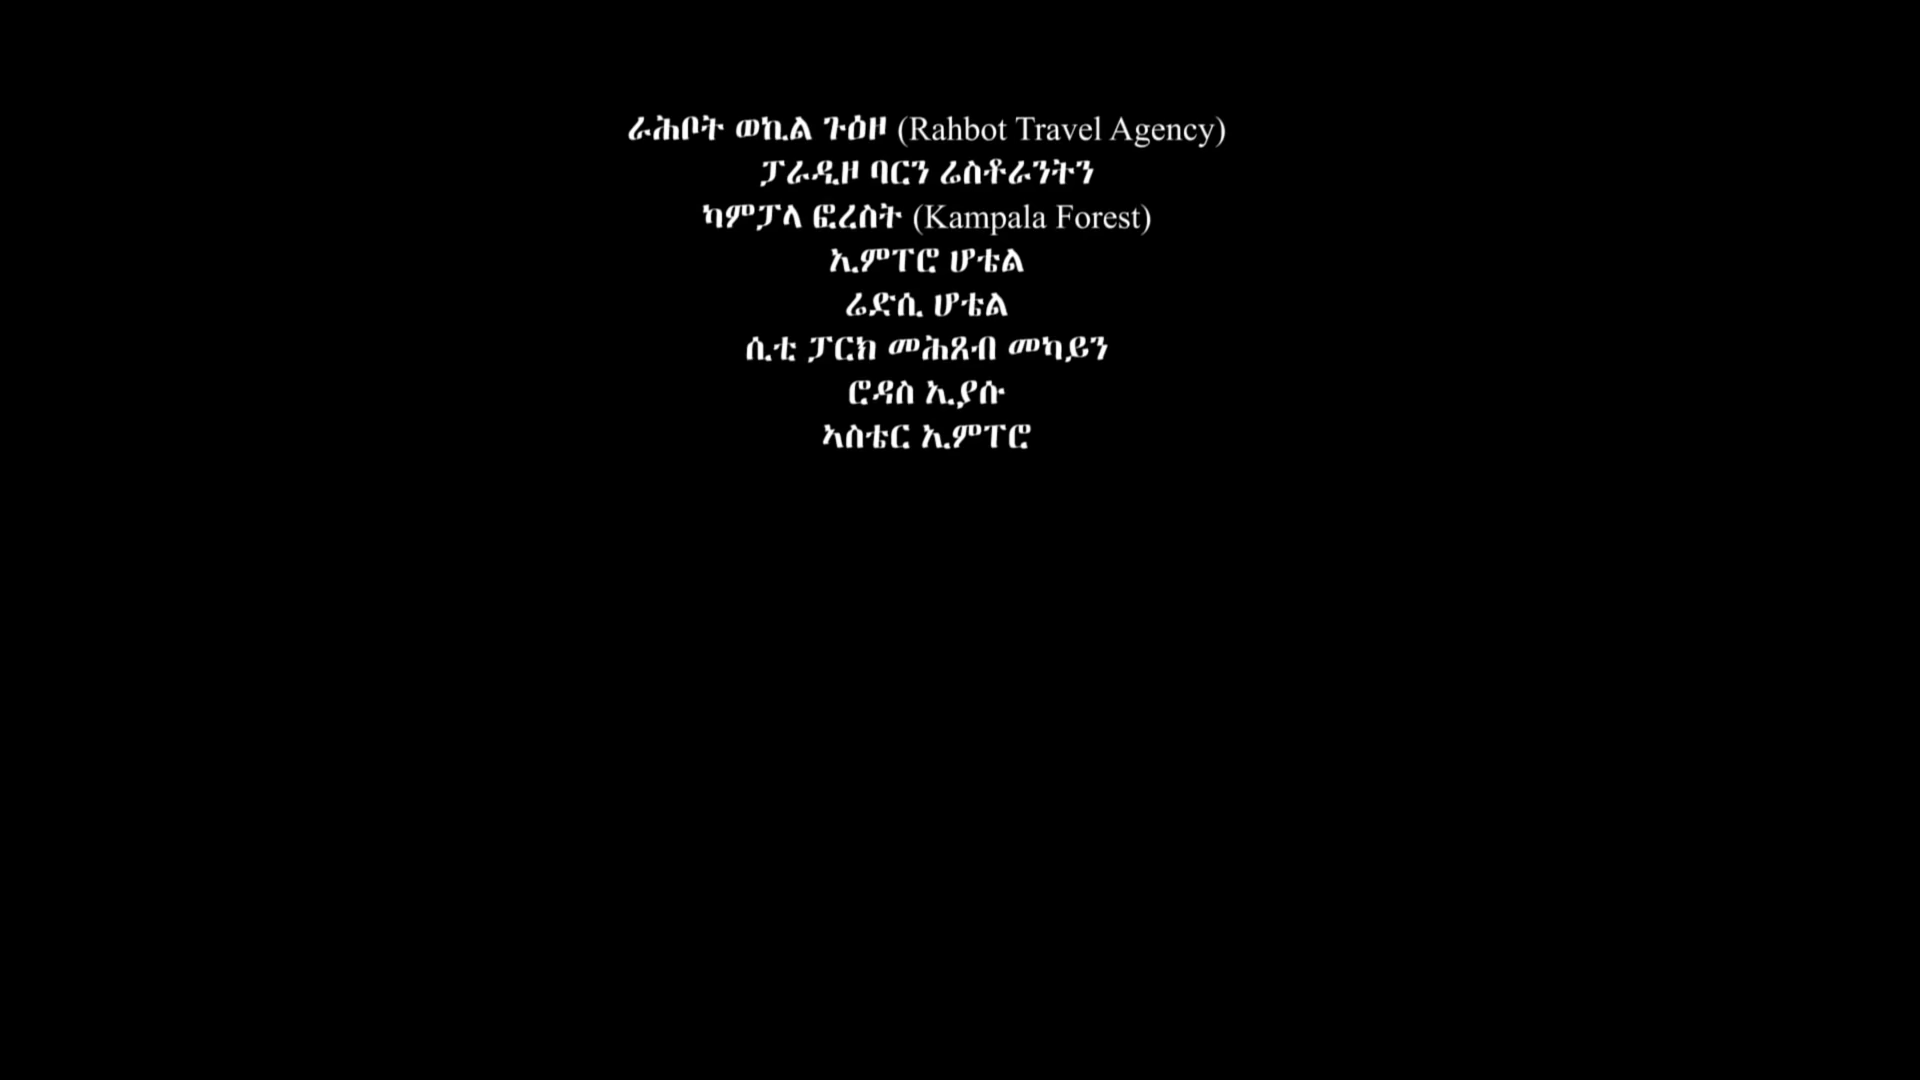 ራሕቦት ወኪል ጉዕዞ (Rahbot Travel Agency)
ፓራዲዞ ባርን ሬስቶራንትን
ካምፓላ ፎረስት (Kampala Forest)
ኢምፐሮ ሆቴል
ሬድሲ ሆቴል
ሲቲ ፓርክ መሕጸብ መካይን
ሮዳስ ኢያሱ
ኣስቴር ኢምፐሮ